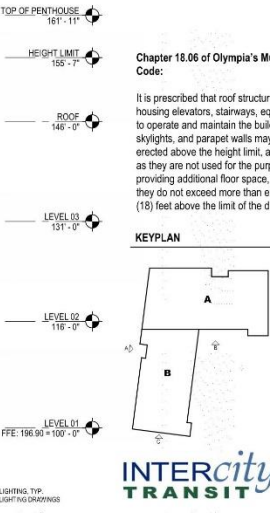 TOP OF PENTHOUSE
161' - 11"
HEIGHT LIMIT
155' - 7"
ROOF
146' - 0"
LEVEL 03
131' - 0"
LEVEL 02
116' - 0"
LEVEL 01
FFE: 196.90 = 100' - 0"
LIGHTING, TYP.
LIGHTING DRAWINGS
Chapter 18.06 of Olympia's Mu
Code:
It is prescribed that roof structur
housing elevators, stairways, eq
to operate and maintain the buil
skylights, and parapet walls may
erected above the height limit, a
as they are not used for the purp
providing additional floor space,
they do not exceed more than e
(18) feet above the limit of the d
KEYPLAN
A
B
INTERcity
TRANSIT